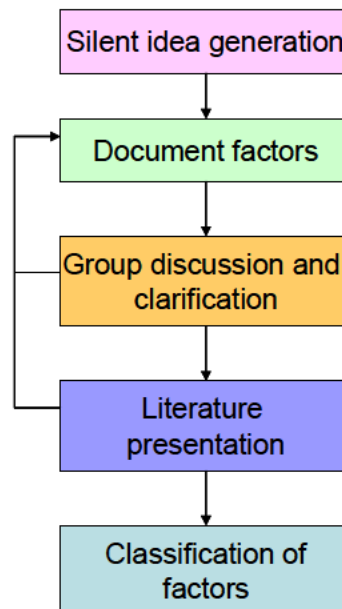 Silent idea generation
Document factors
Group discussion and
clarification
Literature
presentation
Classification of
factors